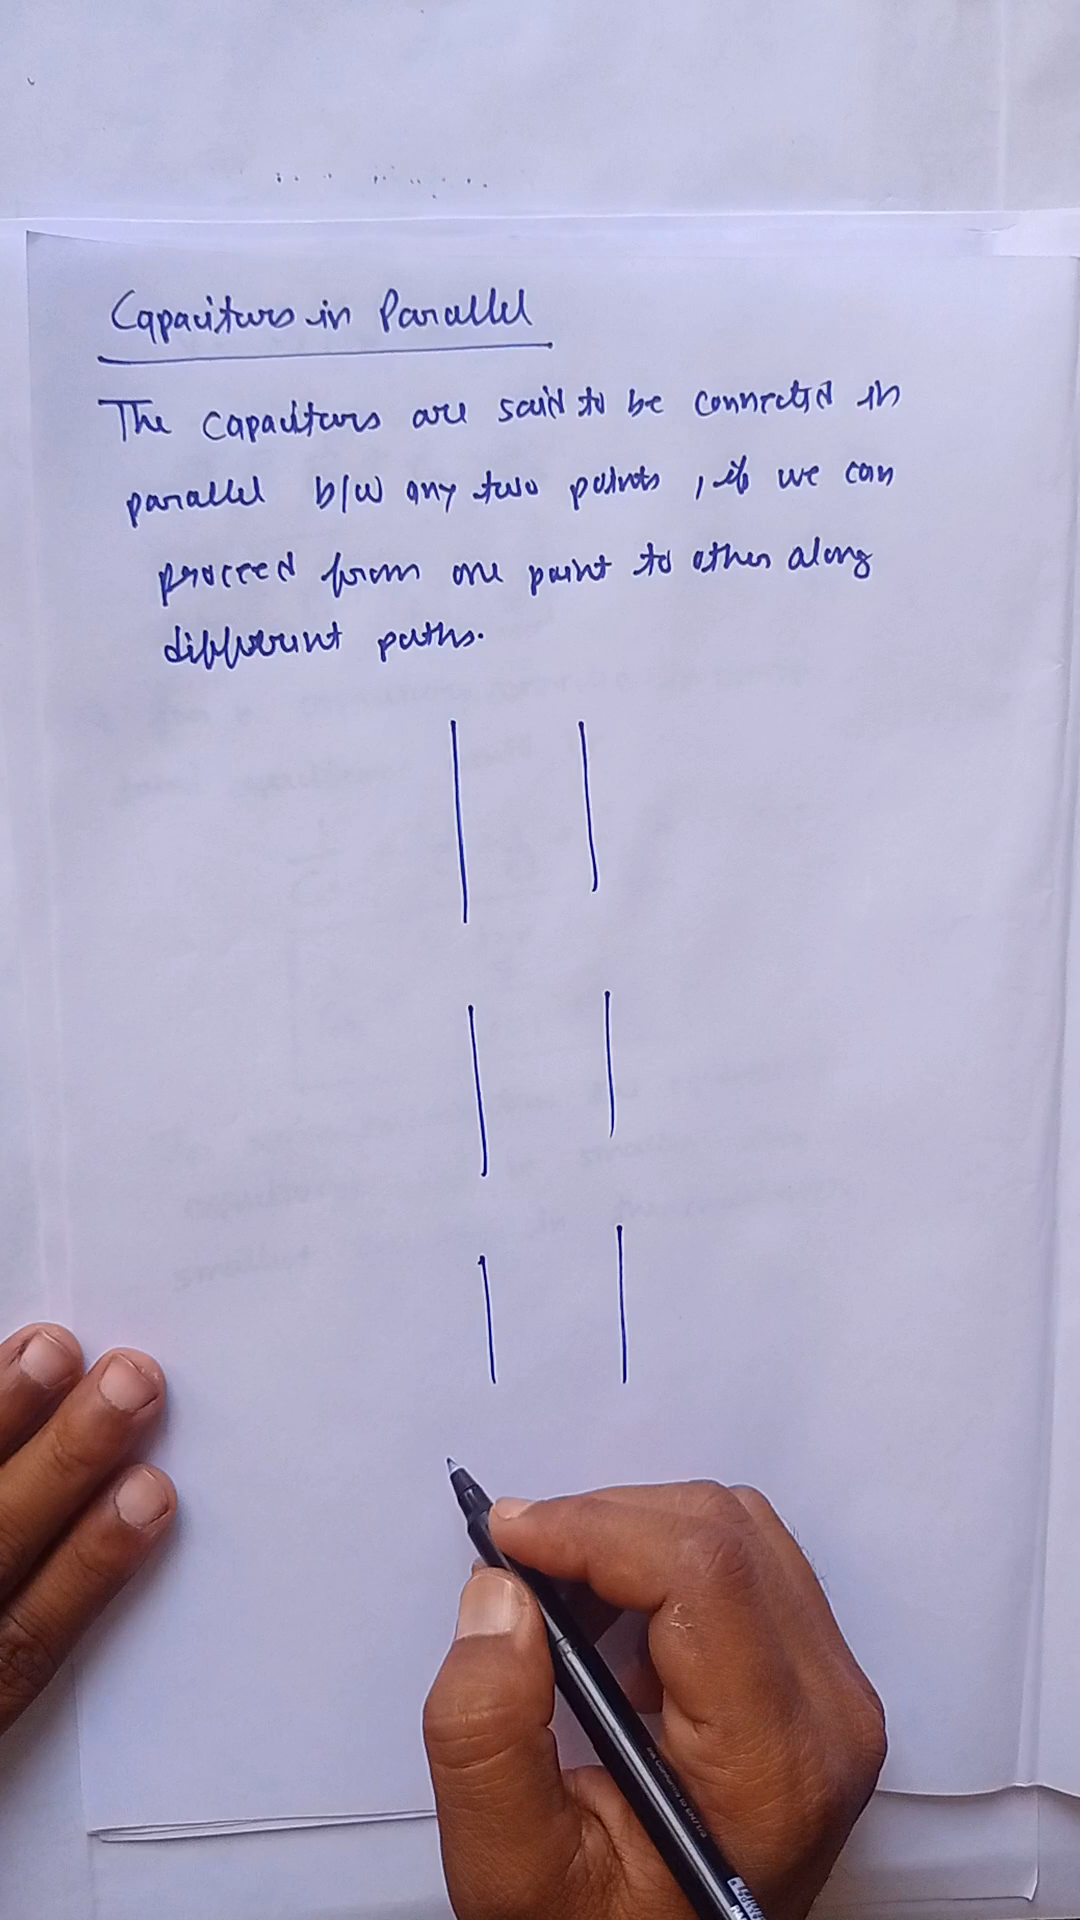 Capacitors in Parallel
The capacitors are said to be connected in
parallel b/w any two points, if we can
proceed from one point to other along
different paths.